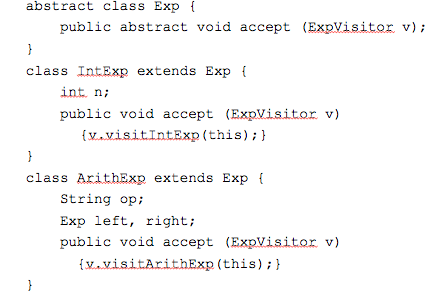 abstract class Exp {
public abstract void accept (ExpVisitor v);
}
class IntExp extends Exp {
int n;
public void accept (ExpVisitor v)
{v.visitIntExp(this);}
}
class ArithExp extends Exp {
String op;
Exp left, right;
public void accept (ExpVisitor v)
{v.visitArithExp(this);}
}